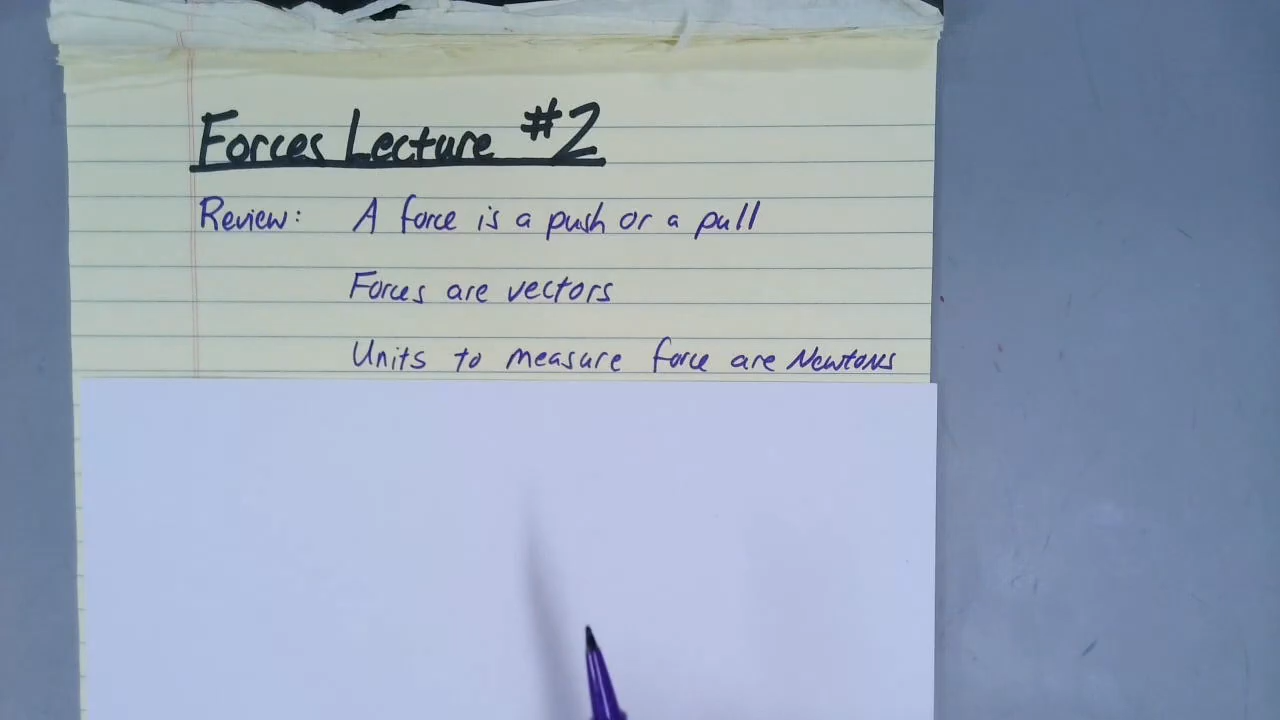 Forces Lecture #2
Review: A force is a push or a pull
Forces are vectors
Units to measure force are Newtons